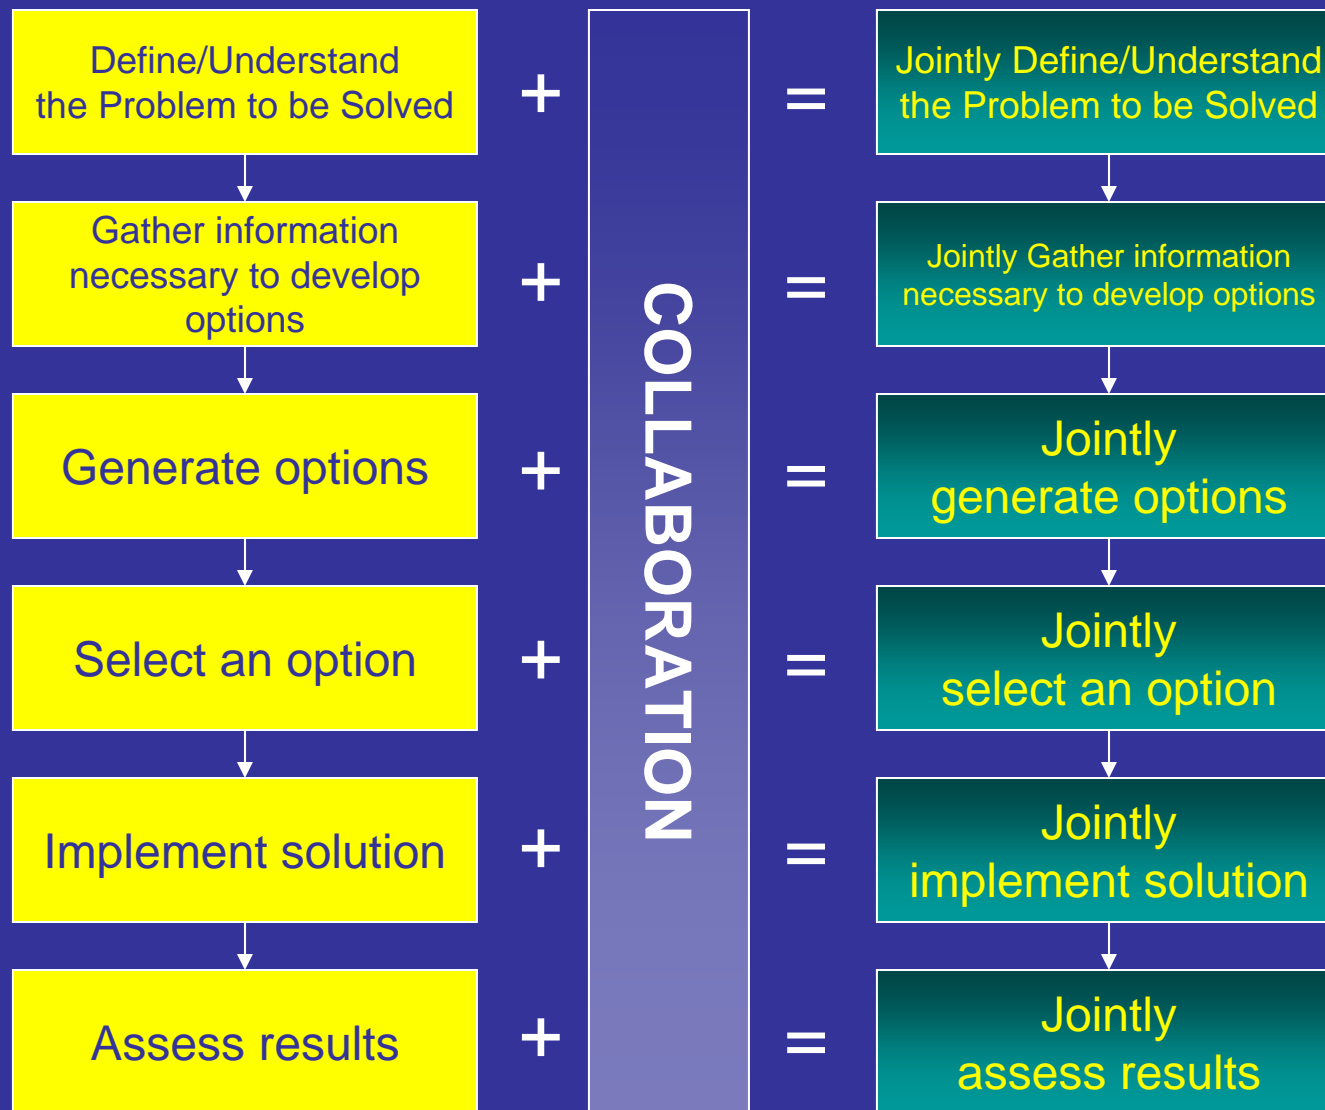 Define/Understand
the Problem to be Solved
+
=
Jointly Define/Understand
the Problem to be Solved
Gather information
necessary to develop
options
+
=
Jointly Gather information
necessary to develop options
COLLABORATION
Generate options
+
=
Jointly
generate options
Select an option
+
=
Jointly
select an option
Implement solution
+
=
Jointly
implement solution
Assess results
+
=
Jointly
assess results